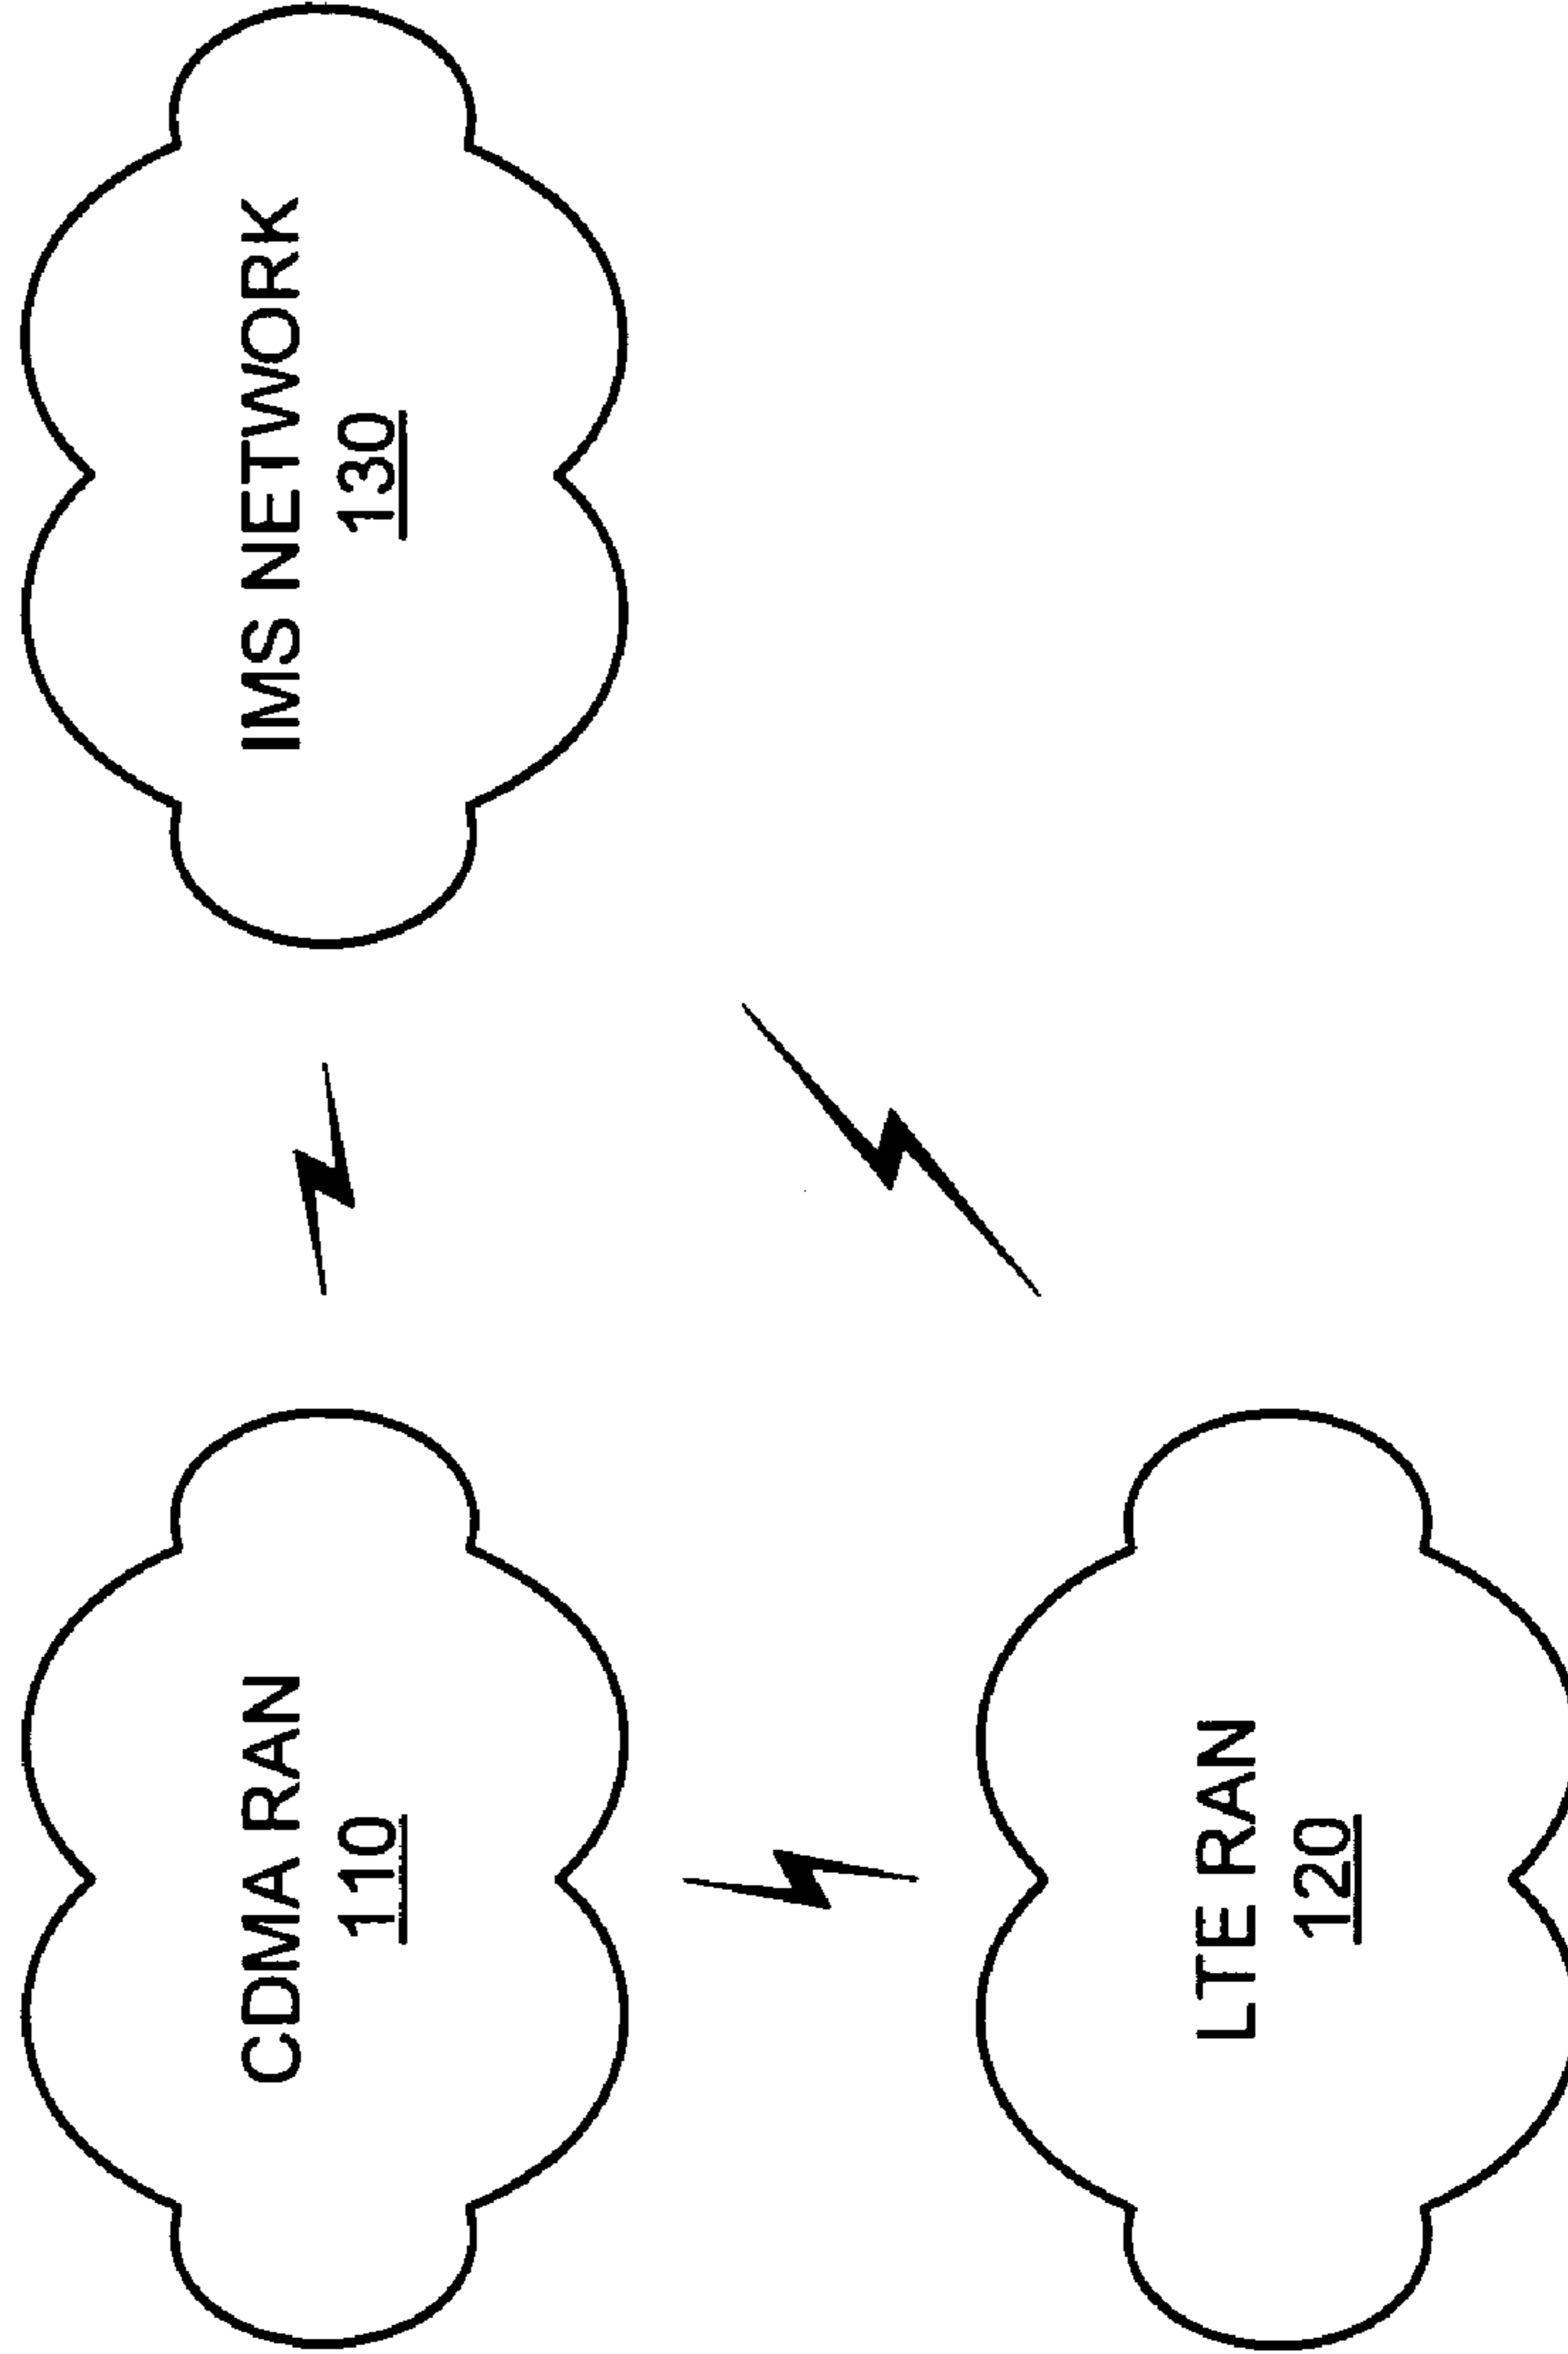 CDMA RAN
110
IMS NETWORK
130
LTE RAN
120